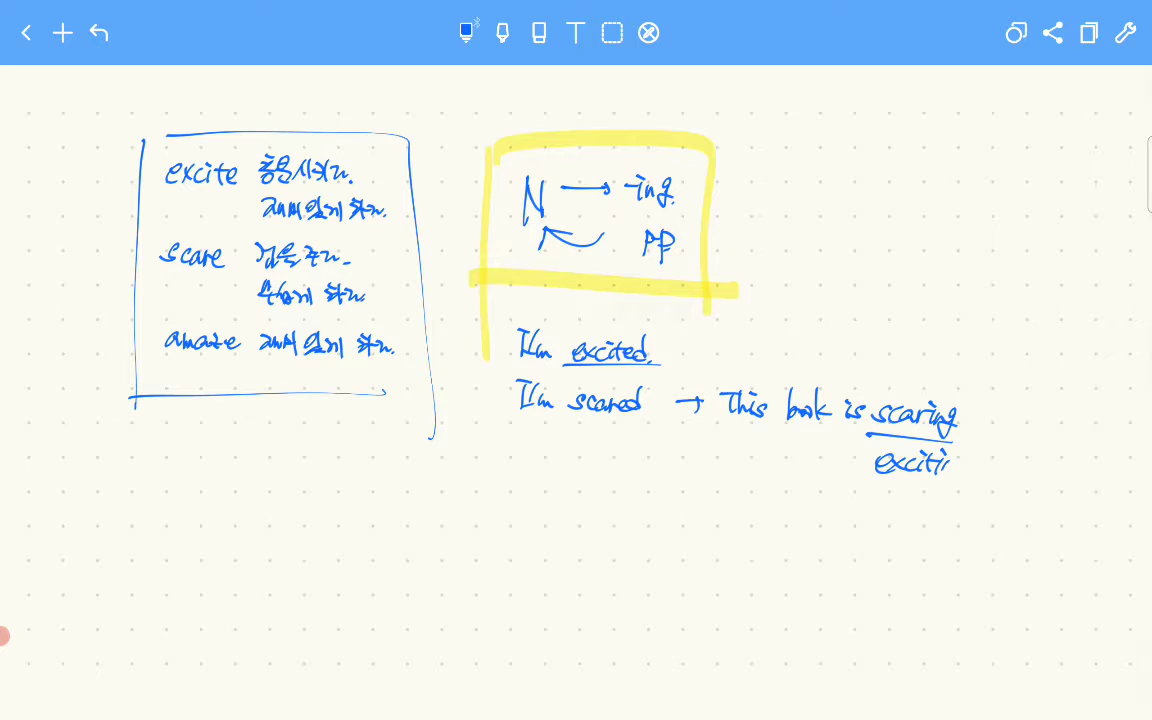 excite 흥분시키다.
재미있게 하다.
scare 겁을 주다.
무섭게 하다.
amaze 재미있게 하다.
N → -ing.
pp
I'm excited.
I'm scared → This book is scaring
exciti